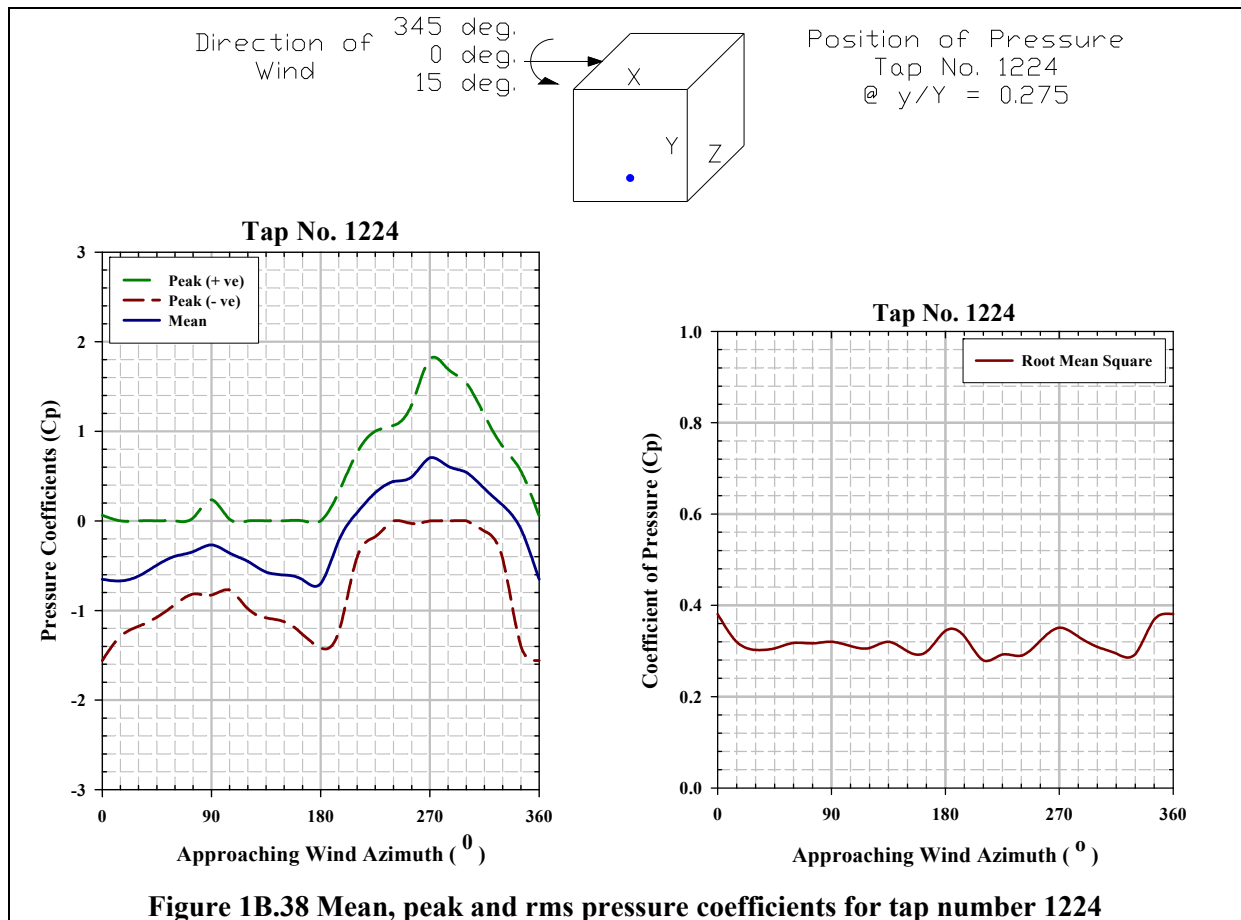 Direction of
Wind
345 deg.
0 deg.
15 deg.
X
Y
Z
Position of Pressure
Tap No. 1224
@ y/Y = 0.275
Tap No. 1224
Peak (+ ve)
Peak (- ve)
Mean
3
2
1
0
-1
-2
-3
Pressure Coefficients (Cp)
0 90 180 270 360
Approaching Wind Azimuth ( 0 )
Tap No. 1224
Root Mean Square
1.0
0.8
0.6
0.4
0.2
0.0
Coefficient of Pressure (Cp)
0 90 180 270 360
Approaching Wind Azimuth ( o )
Figure 1B.38 Mean, peak and rms pressure coefficients for tap number 1224